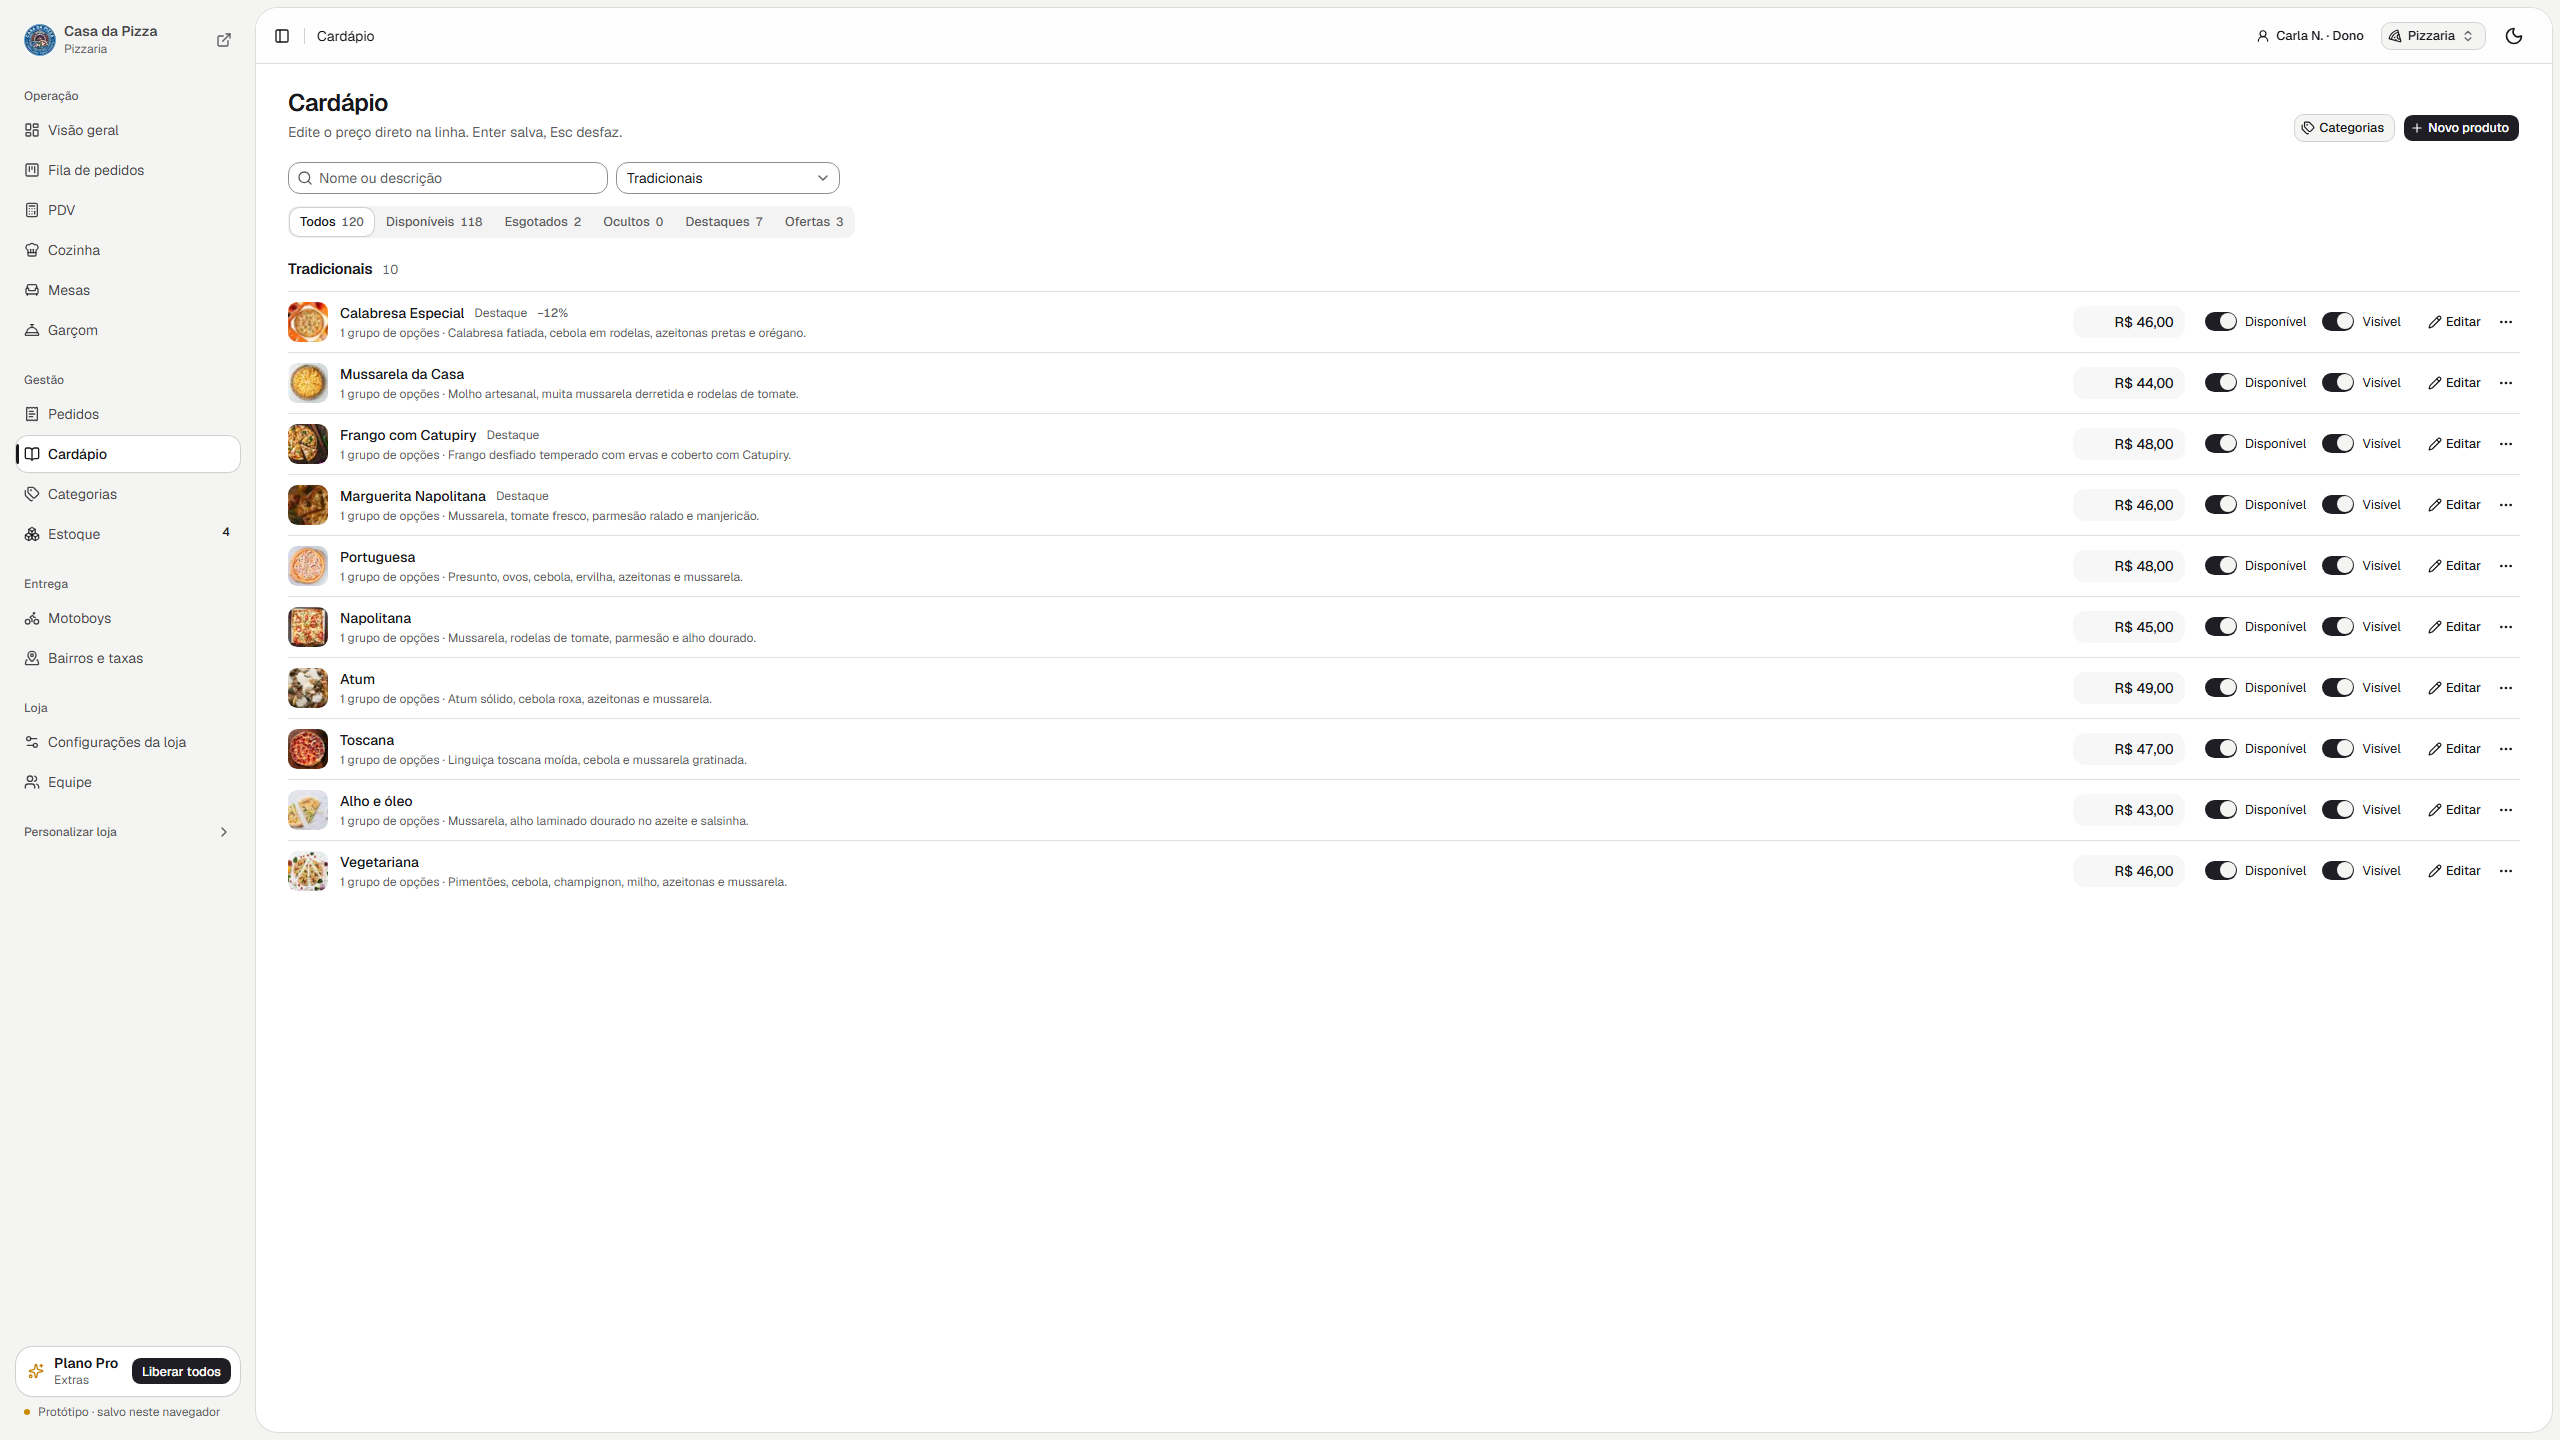 Casa da Pizza
Pizzaria
Operação
Visão geral
Fila de pedidos
PDV
Cozinha
Mesas
Garçom
Gestão
Pedidos
Cardápio
Categorias
Estoque 4
Entrega
Motoboys
Bairros e taxas
Loja
Configurações da loja
Equipe
Personalizar loja
Plano Pro
Extras
Liberar todos
Protótipo · salvo neste navegador
Cardápio
Carla N. · Dono
Pizzaria
Cardápio
Edite o preço direto na linha. Enter salva, Esc desfaz.
Categorias
+ Novo produto
Nome ou descrição
Tradicionais
Todos 120 Disponíveis 118 Esgotados 2 Ocultos 0 Destaques 7 Ofertas 3
Tradicionais 10
Calabresa Especial Destaque −12%
1 grupo de opções · Calabresa fatiada, cebola em rodelas, azeitonas pretas e orégano.
R$ 46,00 Disponível Visível Editar
Mussarela da Casa
1 grupo de opções · Molho artesanal, muita mussarela derretida e rodelas de tomate.
R$ 44,00 Disponível Visível Editar
Frango com Catupiry Destaque
1 grupo de opções · Frango desfiado temperado com ervas e coberto com Catupiry.
R$ 48,00 Disponível Visível Editar
Marguerita Napolitana Destaque
1 grupo de opções · Mussarela, tomate fresco, parmesão ralado e manjericão.
R$ 46,00 Disponível Visível Editar
Portuguesa
1 grupo de opções · Presunto, ovos, cebola, ervilha, azeitonas e mussarela.
R$ 48,00 Disponível Visível Editar
Napolitana
1 grupo de opções · Mussarela, rodelas de tomate, parmesão e alho dourado.
R$ 45,00 Disponível Visível Editar
Atum
1 grupo de opções · Atum sólido, cebola roxa, azeitonas e mussarela.
R$ 49,00 Disponível Visível Editar
Toscana
1 grupo de opções · Linguiça toscana moída, cebola e mussarela gratinada.
R$ 47,00 Disponível Visível Editar
Alho e óleo
1 grupo de opções · Mussarela, alho laminado dourado no azeite e salsinha.
R$ 43,00 Disponível Visível Editar
Vegetariana
1 grupo de opções · Pimentões, cebola, champignon, milho, azeitonas e mussarela.
R$ 46,00 Disponível Visível Editar